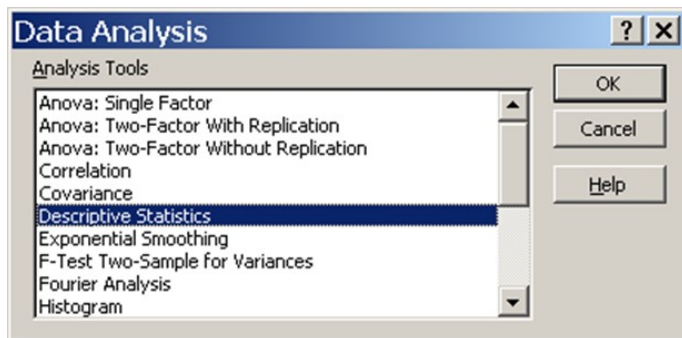 Data Analysis
Analysis Tools
Anova: Single Factor
Anova: Two-Factor With Replication
Anova: Two-Factor Without Replication
Correlation
Covariance
Descriptive Statistics
Exponential Smoothing
F-Test Two-Sample for Variances
Fourier Analysis
Histogram
OK
Cancel
Help